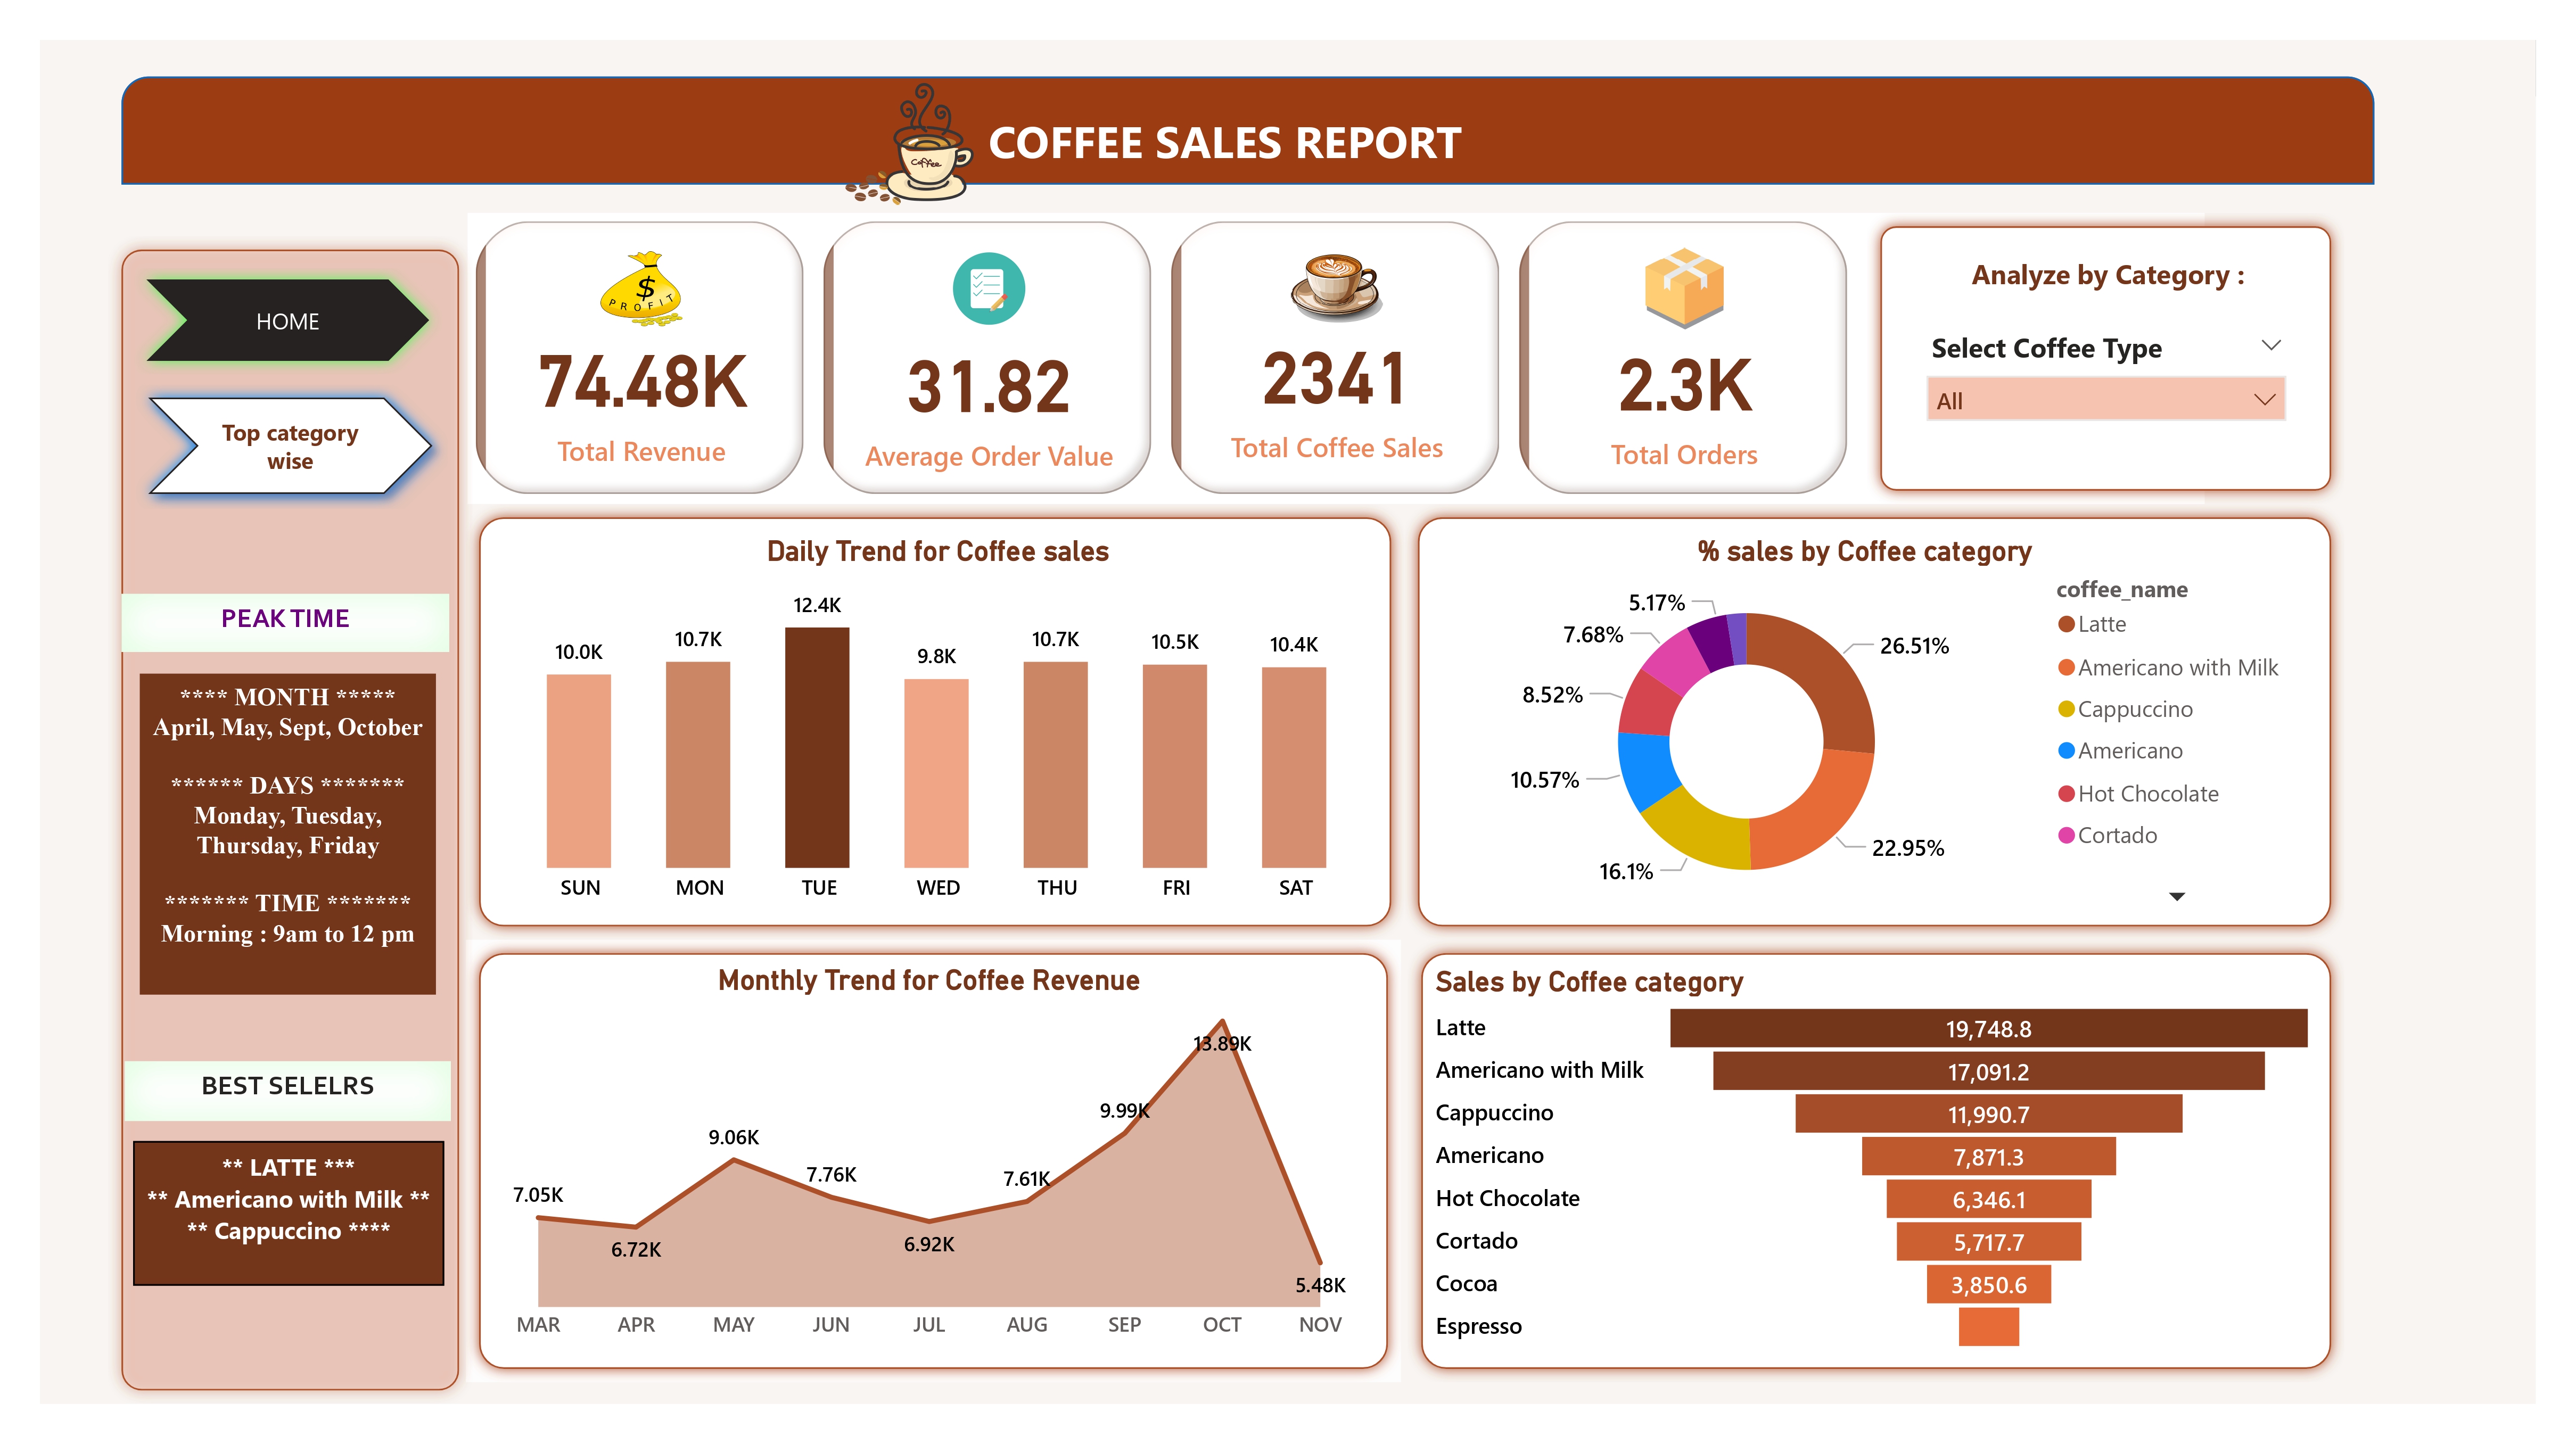 Coffee
COFFEE SALES REPORT
HOME
Top category
wise
PEAK TIME
**** MONTH *****
April, May, Sept, October
****** DAYS *******
Monday, Tuesday,
Thursday, Friday
******* TIME *******
Morning : 9am to 12 pm
BEST SELELRS
** LATTE ***
** Americano with Milk **
** Cappuccino ****
$
PROFIT
74.48K
Total Revenue
31.82
Average Order Value
2341
Total Coffee Sales
2.3K
Total Orders
Analyze by Category :
Select Coffee Type
All
Daily Trend for Coffee sales
10.0K
10.7K
12.4K
9.8K
10.7K
10.5K
10.4K
SUN
MON
TUE
WED
THU
FRI
SAT
% sales by Coffee category
26.51%
22.95%
16.1%
10.57%
8.52%
7.68%
5.17%
coffee_name
Latte
Americano with Milk
Cappuccino
Americano
Hot Chocolate
Cortado
Monthly Trend for Coffee Revenue
7.05K
6.72K
9.06K
7.76K
6.92K
7.61K
9.99K
13.89K
5.48K
MAR
APR
MAY
JUN
JUL
AUG
SEP
OCT
NOV
Sales by Coffee category
Latte 19,748.8
Americano with Milk 17,091.2
Cappuccino 11,990.7
Americano 7,871.3
Hot Chocolate 6,346.1
Cortado 5,717.7
Cocoa 3,850.6
Espresso